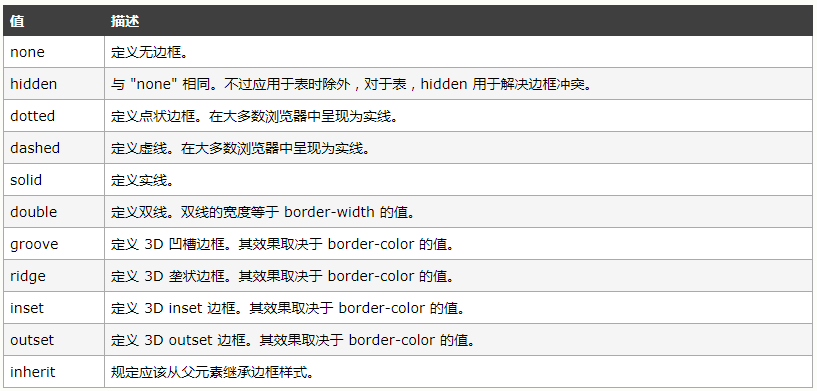 值 描述
none 定义无边框。
hidden 与 "none" 相同。不过应用于表时除外，对于表，hidden 用于解决边框冲突。
dotted 定义点状边框。在大多数浏览器中呈现为实线。
dashed 定义虚线。在大多数浏览器中呈现为实线。
solid 定义实线。
double 定义双线。双线的宽度等于 border-width 的值。
groove 定义 3D 凹槽边框。其效果取决于 border-color 的值。
ridge 定义 3D 垄状边框。其效果取决于 border-color 的值。
inset 定义 3D inset 边框。其效果取决于 border-color 的值。
outset 定义 3D outset 边框。其效果取决于 border-color 的值。
inherit 规定应该从父元素继承边框样式。